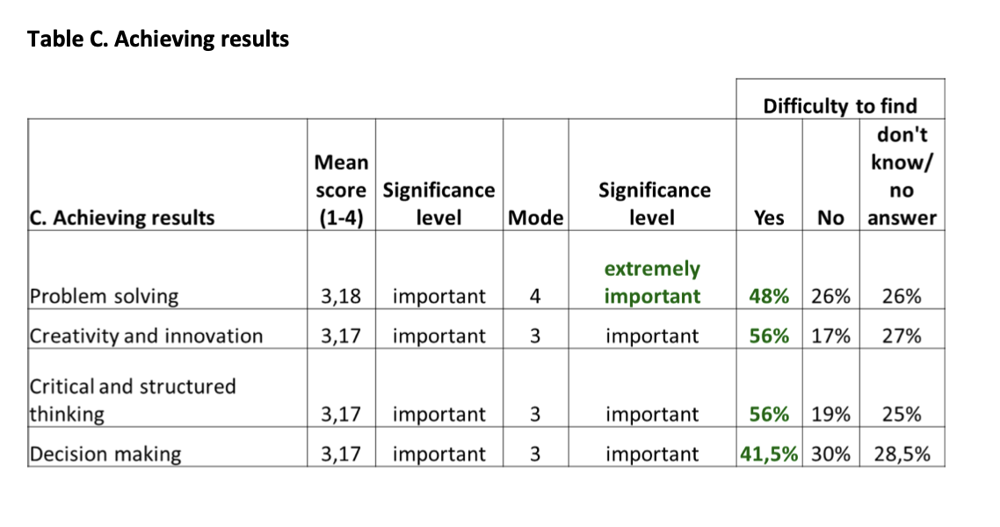 Table C. Achieving results
Difficulty to find
C. Achieving results Mean score (1-4) Significance level Mode Significance level Yes No don't know/ no answer
Problem solving 3,18 important 4 extremely important 48% 26% 26%
Creativity and innovation 3,17 important 3 important 56% 17% 27%
Critical and structured thinking 3,17 important 3 important 56% 19% 25%
Decision making 3,17 important 3 important 41,5% 30% 28,5%